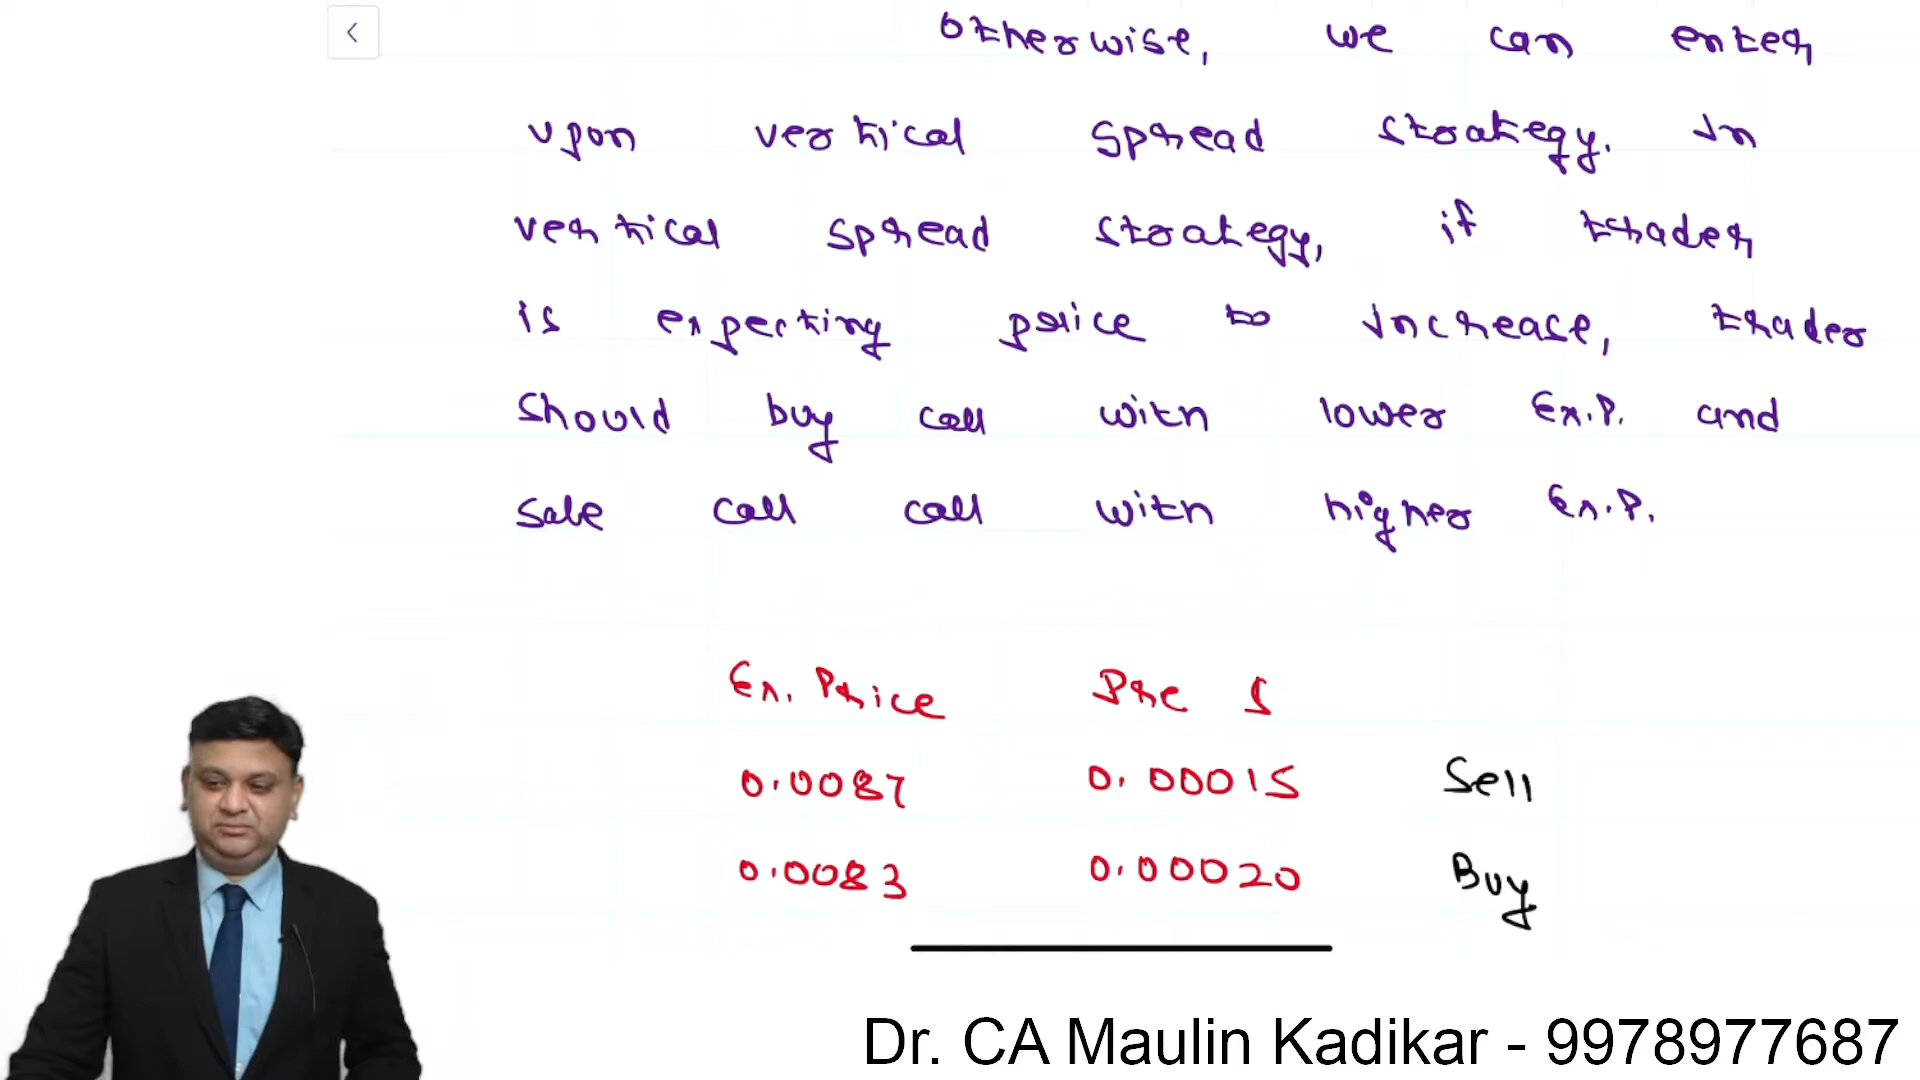 otherwise, we can enter
upon vertical spread strategy. In
vertical spread strategy, if trader
is expecting price to increase, trader
should buy call with lower Ex.P. and
sale call call with higher Ex.P.
Ex. Price Pre $
0.0087 0.00015 Sell
0.0083 0.00020 Buy
Dr. CA Maulin Kadikar - 9978977687